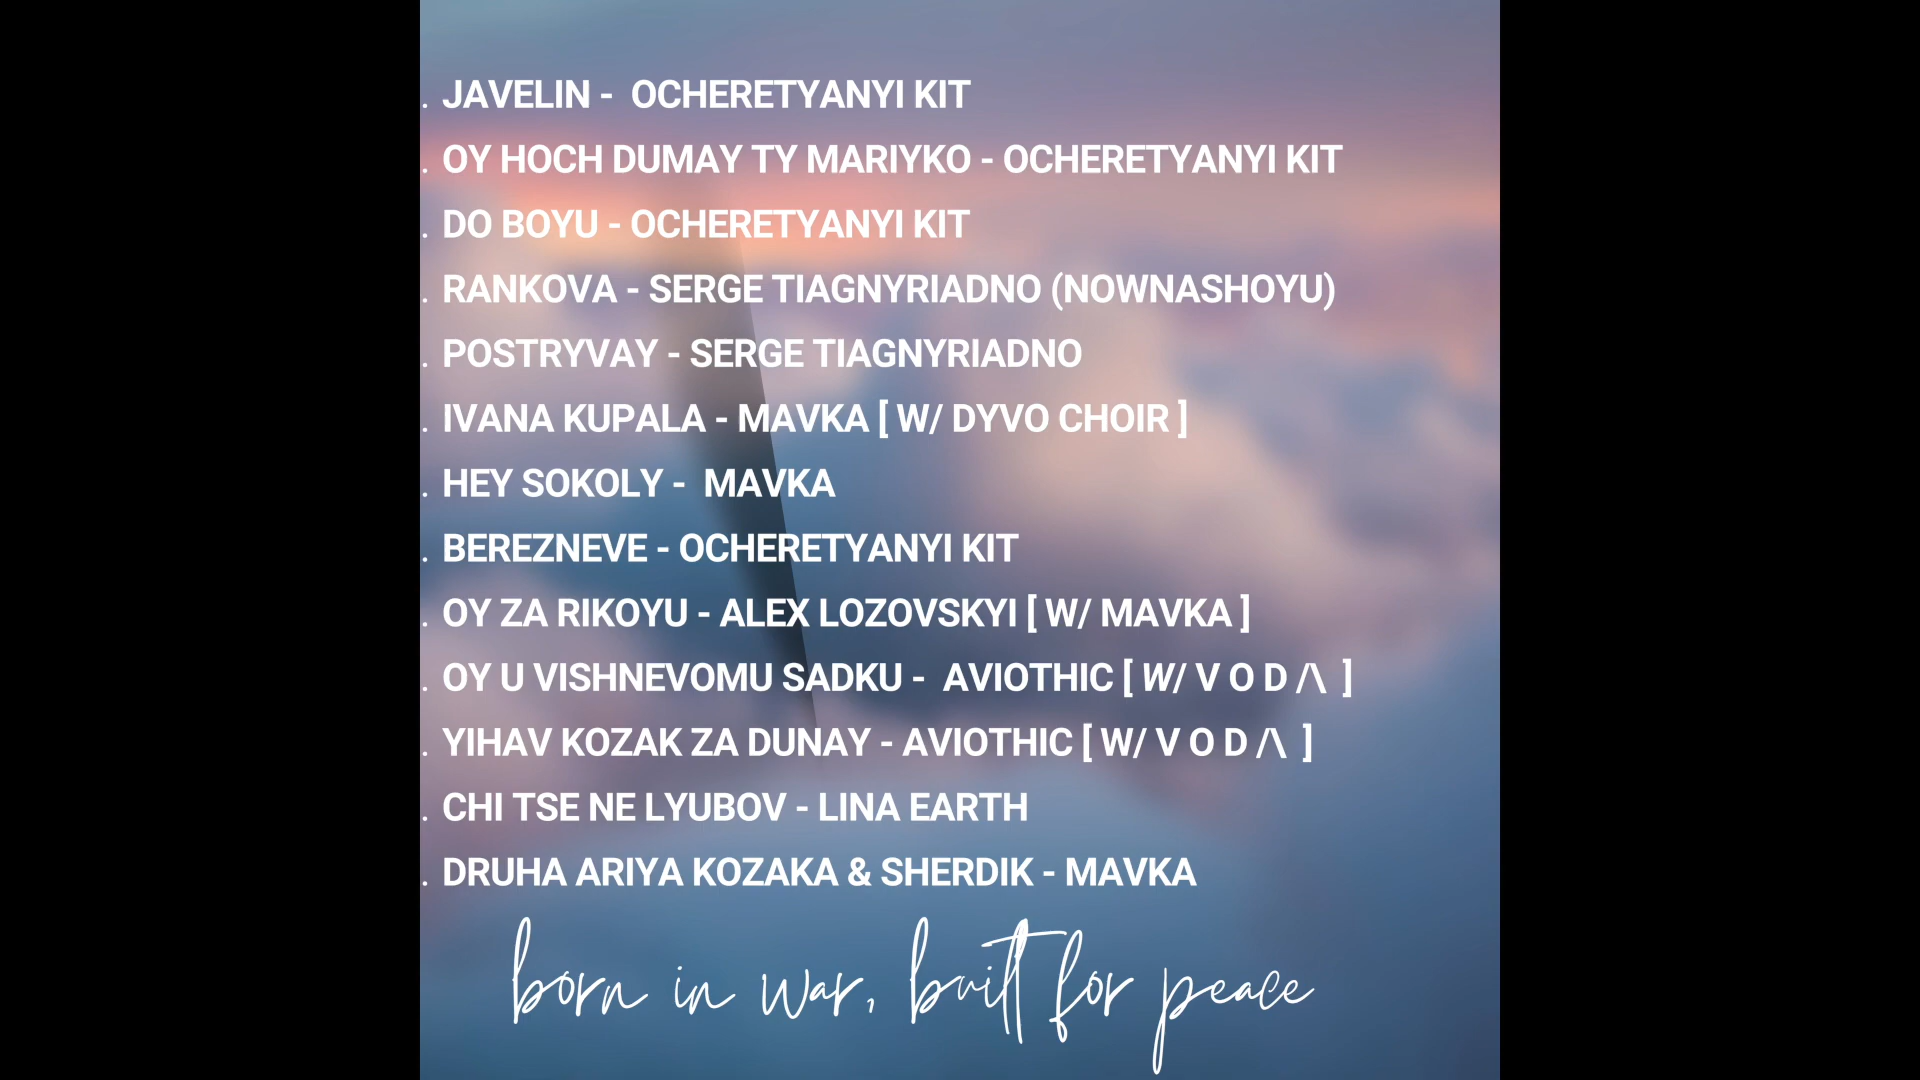 . JAVELIN - OCHERETYANYI KIT
. OY HOCH DUMAY TY MARIYKO - OCHERETYANYI KIT
. DO BOYU - OCHERETYANYI KIT
. RANKOVA - SERGE TIAGNYRIADNO (NOWNASHOYU)
. POSTRYVAY - SERGE TIAGNYRIADNO
. IVANA KUPALA - MAVKA [ W/ DYVO CHOIR ]
. HEY SOKOLY - MAVKA
. BEREZNEVE - OCHERETYANYI KIT
. OY ZA RIKOYU - ALEX LOZOVSKYI [ W/ MAVKA ]
. OY U VISHNEVOMU SADKU - AVIOTHIC [ W/ V O D /\ ]
. YIHAV KOZAK ZA DUNAY - AVIOTHIC [ W/ V O D /\ ]
. CHI TSE NE LYUBOV - LINA EARTH
. DRUHA ARIYA KOZAKA & SHERDIK - MAVKA
born in war, built for peace